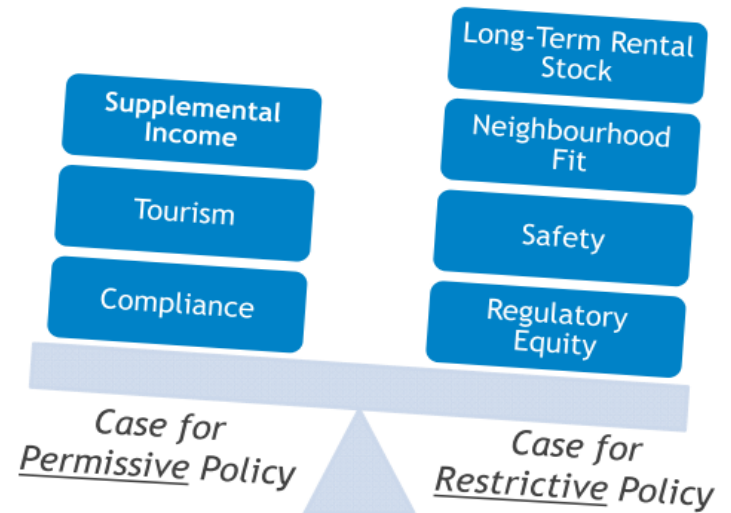 Supplemental
Income
Tourism
Compliance
Case for
Permissive Policy
Long-Term Rental
Stock
Neighbourhood
Fit
Safety
Regulatory
Equity
Case for
Restrictive Policy